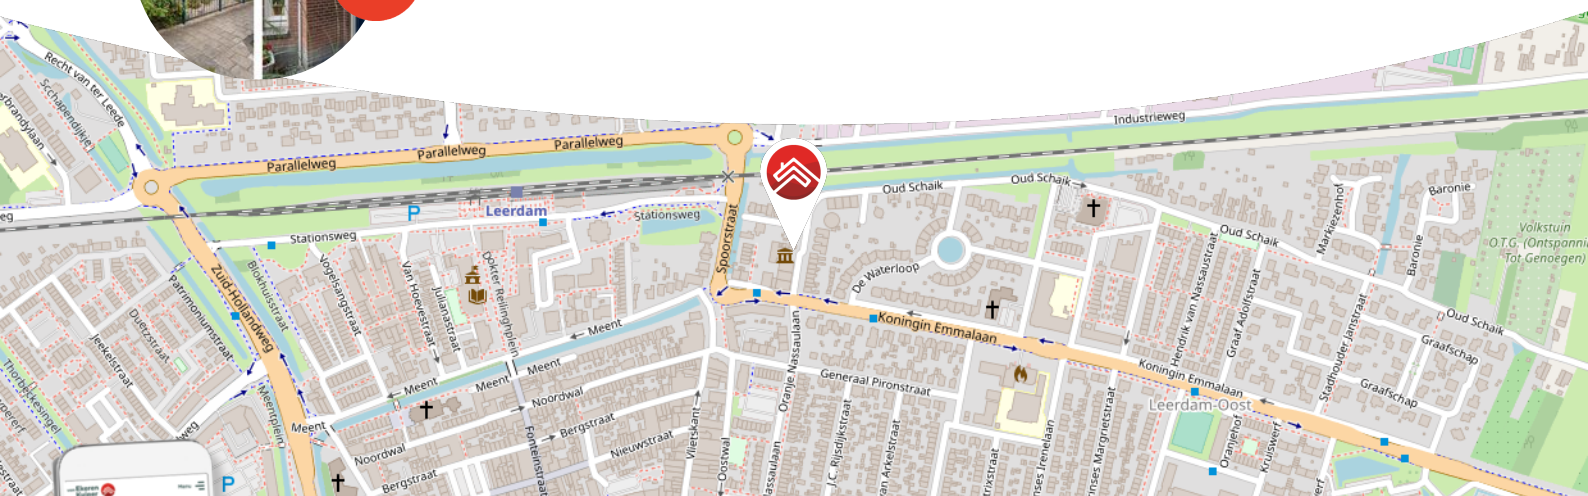 Recht van ter Leede
Industrieweg
Parallelweg
Parallelweg
Parallelweg
Oud Schaik
Oud Schaik
Baronie
Markiezenhof
Leerdam
P
Stationsweg
Stationsweg
Spoorstraat
Oud Schaik
Volkstuin
O.T.G. (Ontspanning
Tot Genoegen)
Baronie
Zuid-Hollandweg
Blokhuisstraat
Patrimoniumstraat
Vogelsangstraat
Van Hoevestraat
Julianastraat
Dokter Reilinghplein
De Waterloop
Hendrik van Nassaustraat
Graaf Adolfstraat
Stadhouder Janstraat
Oud Schaik
Duerzstraat
Jeekelstraat
Meent
Koningin Emmalaan
Oranje Nassaulaan
Graafschap
Thorbeckesingel
Meent
Meent
Meent
Generaal Pironstraat
Koningin Emmalaan
Graafschap
Meentplein
Meent
Noordwal
Leerdam-Oost
Noordwal
Bergstraat
Nieuwstraat
Vlietskant
Oostwal
J.C. Rijsdijkstraat
Fonteinstraat
Oranjehof
Kruiswerf
Bergstraat
P
Menu